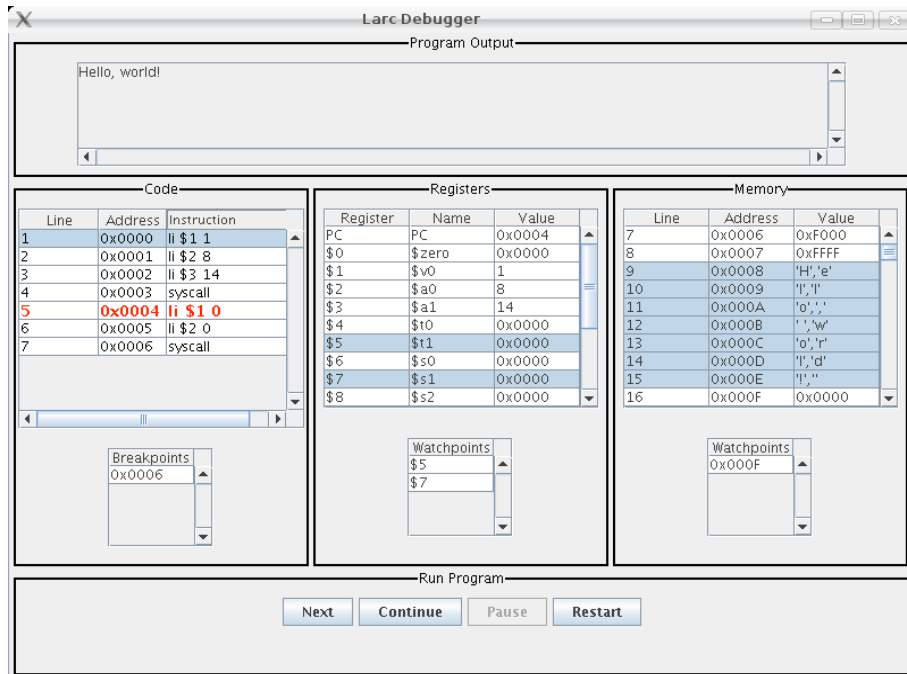 Larc Debugger
Program Output
Hello, world!
Code
Line Address Instruction
1 0x0000 li $1 1
2 0x0001 li $2 8
3 0x0002 li $3 14
4 0x0003 syscall
5 0x0004 li $1 0
6 0x0005 li $2 0
7 0x0006 syscall
Breakpoints
0x0006
Registers
Register Name Value
PC PC 0x0004
$0 $zero 0x0000
$1 $v0 1
$2 $a0 8
$3 $a1 14
$4 $t0 0x0000
$5 $t1 0x0000
$6 $s0 0x0000
$7 $s1 0x0000
$8 $s2 0x0000
Watchpoints
$5
$7
Memory
Line Address Value
7 0x0006 0xF000
8 0x0007 0xFFFF
9 0x0008 'H','e'
10 0x0009 'l','l'
11 0x000A 'o',','
12 0x000B ' ','w'
13 0x000C 'o','r'
14 0x000D 'l','d'
15 0x000E '!',''
16 0x000F 0x0000
Watchpoints
0x000F
Run Program
Next Continue Pause Restart